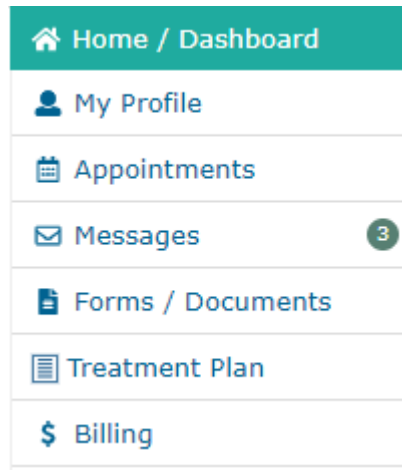 Home / Dashboard
My Profile
Appointments
Messages 3
Forms / Documents
Treatment Plan
$ Billing